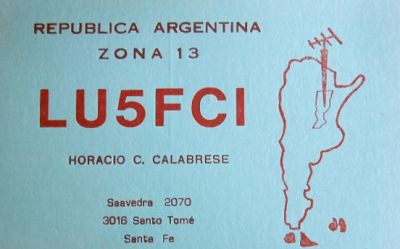 REPUBLICA ARGENTINA
ZONA 13
LU5FCI
HORACIO C. CALABRESE
Saavedra 2070
3016 Santo Tomé
Santa Fe